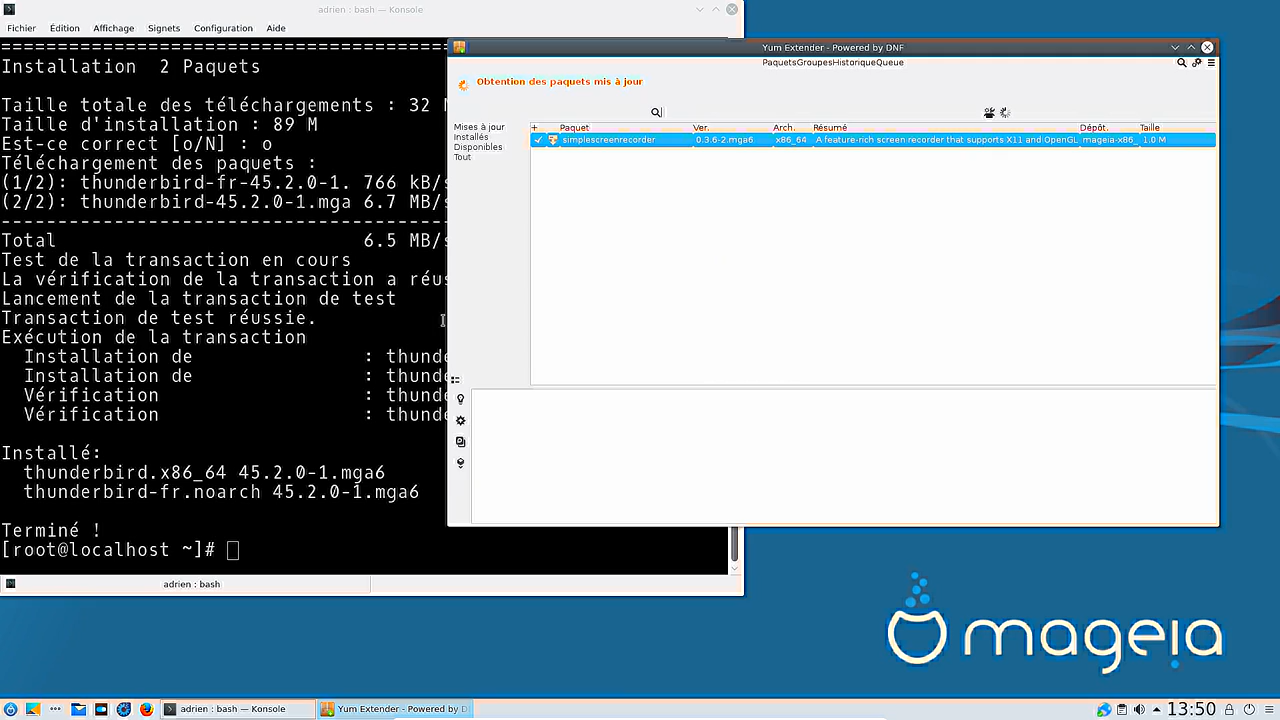 adrien : bash — Konsole
Fichier Édition Affichage Signets Configuration Aide
Installation 2 Paquets
Taille totale des téléchargements : 32 M
Taille d'installation : 89 M
Est-ce correct [o/N] : o
Téléchargement des paquets :
(1/2): thunderbird-fr-45.2.0-1. 766 kB/s
(2/2): thunderbird-45.2.0-1.mga 6.7 MB/s
Total 6.5 MB/s
Test de la transaction en cours
La vérification de la transaction a réus
Lancement de la transaction de test
Transaction de test réussie.
Exécution de la transaction
Installation de : thunde
Installation de : thunde
Vérification : thunde
Vérification : thunde
Installé:
thunderbird.x86_64 45.2.0-1.mga6
thunderbird-fr.noarch 45.2.0-1.mga6
Terminé !
[root@localhost ~]#
adrien : bash
Yum Extender - Powered by DNF
PaquetsGroupesHistoriqueQueue
Obtention des paquets mis à jour
Mises à jour
Installés
Disponibles
Tout
+ Paquet Ver. Arch. Résumé Dépôt. Taille
simplescreenrecorder 0.3.6-2.mga6 x86_64 A feature-rich screen recorder that supports X11 and OpenGL mageia-x86_ 1.0 M
mageia
adrien : bash — Konsole
Yum Extender - Powered by D
13:50